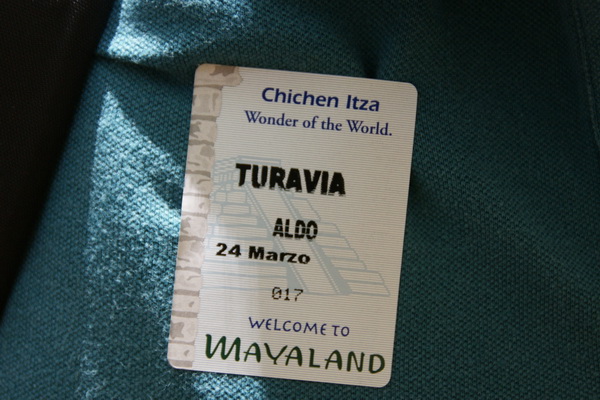 Chichen Itza
Wonder of the World.
TURAVIA
ALDO
24 Marzo
017
WELCOME TO
MAYALAND